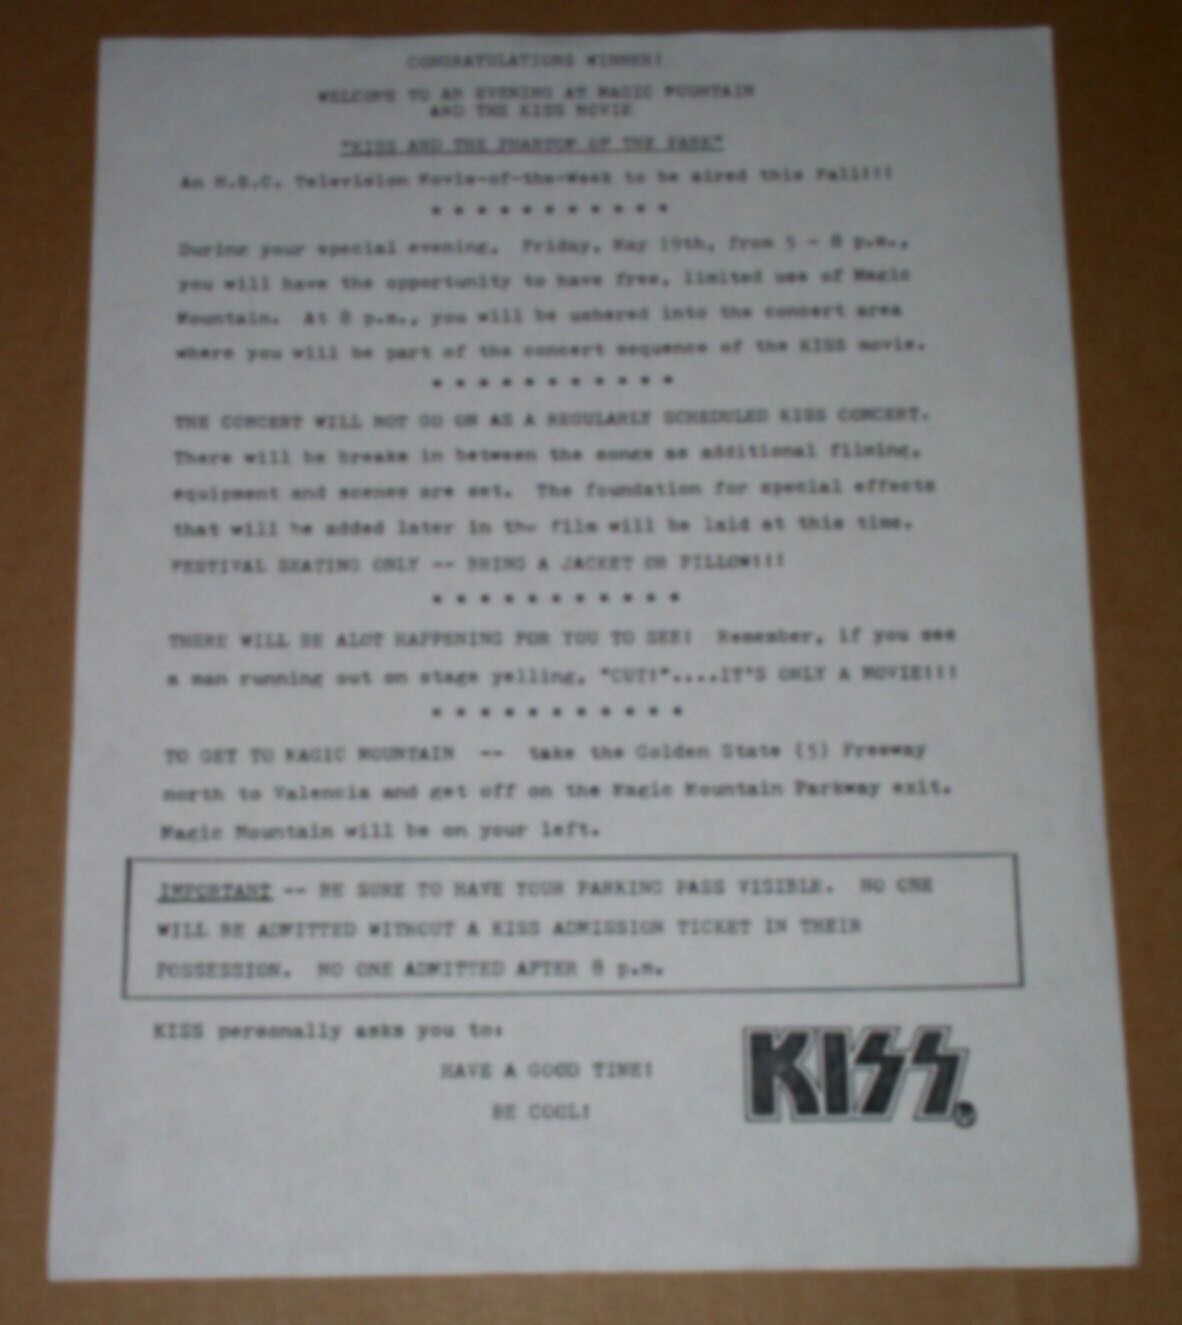 CONGRATULATIONS WINNER!
WELCOME TO AN EVENING AT MAGIC MOUNTAIN
AND THE KISS MOVIE
"KISS AND THE PHANTOM OF THE PARK"
An N.B.C. Television Movie-of-the-Week to be aired this Fall!!!
* * * * * * * * * * *
During your special evening, Friday, May 19th, from 5 - 8 p.m.,
you will have the opportunity to have free, limited use of Magic
Mountain. At 8 p.m., you will be ushered into the concert area
where you will be part of the concert sequence of the KISS movie.
* * * * * * * * * * *
THE CONCERT WILL NOT GO ON AS A REGULARLY SCHEDULED KISS CONCERT.
There will be breaks in between the songs as additional filming,
equipment and scenes are set. The foundation for special effects
that will be added later in the film will be laid at this time.
FESTIVAL SEATING ONLY -- BRING A JACKET OR PILLOW!!!
* * * * * * * * * * *
THERE WILL BE ALOT HAPPENING FOR YOU TO SEE! Remember, if you see
a man running out on stage yelling, "CUT!"....IT'S ONLY A MOVIE!!!
* * * * * * * * * * *
TO GET TO MAGIC MOUNTAIN -- take the Golden State (5) Freeway
north to Valencia and get off on the Magic Mountain Parkway exit.
Magic Mountain will be on your left.
IMPORTANT -- BE SURE TO HAVE YOUR PARKING PASS VISIBLE. NO ONE
WILL BE ADMITTED WITHOUT A KISS ADMISSION TICKET IN THEIR
POSSESSION. NO ONE ADMITTED AFTER 8 p.m.
KISS personally asks you to:
HAVE A GOOD TIME!
BE COOL!
KISS